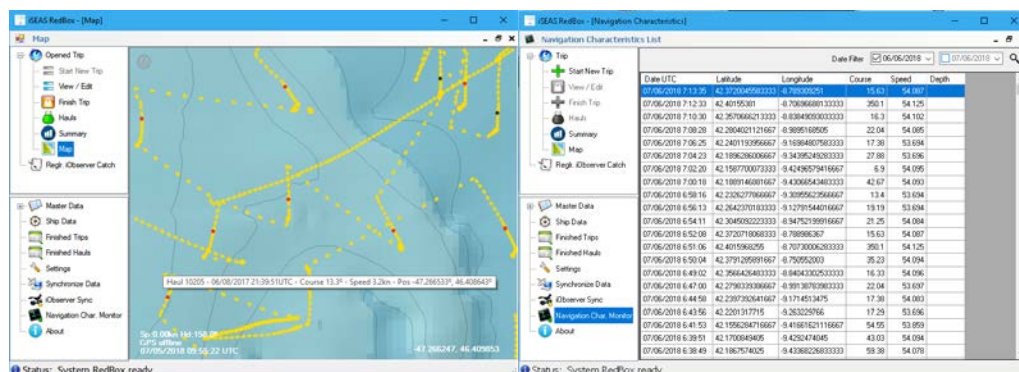 iSEAS RedBox - [Map]
Map
Opened Trip
Start New Trip
View / Edit
Finish Trip
Hauls
Summary
Map
Regir. iObserver Catch
Master Data
Ship Data
Finished Trips
Finished Hauls
Settings
Synchronize Data
iObserver Sync
Navigation Char. Monitor
About
Haul 10205 - 06/08/2017 21:39:51UTC - Course 13.3º - Speed 3.2kn - Pos -47.266533º, 46.408643º
Sp:0.00kn Hd:158.0º
GPS offline
07/05/2018 09:55:22 UTC
-47.266247, 46.409853
Status: System RedBox ready
iSEAS RedBox - [Navigation Characteristics]
Navigation Characteristics List
Trip
Start New Trip
View / Edit
Finish Trip
Hauls
Summary
Map
Regir. iObserver Catch
Master Data
Ship Data
Finished Trips
Finished Hauls
Settings
Synchronize Data
iObserver Sync
Navigation Char. Monitor
About
Date Filter 06/06/2018 07/06/2018
Date UTC Latitude Longitude Course Speed Depth
07/06/2018 7:13:35 42.3720045583333 -8.789309251 15.63 54.087
07/06/2018 7:12:33 42.40155381 -8.70696688133333 350.1 54.125
07/06/2018 7:10:30 42.3570666213333 -8.83849093033333 16.3 54.102
07/06/2018 7:08:28 42.2804021121667 -8.9895168505 22.04 54.085
07/06/2018 7:06:25 42.2401193956667 -9.16984807583333 17.38 53.694
07/06/2018 7:04:23 42.1896286006667 -9.34395249283333 27.88 53.696
07/06/2018 7:02:20 42.1587700073333 -9.42496579416667 6.9 54.095
07/06/2018 7:00:18 42.1889146881667 -9.43066543483333 42.67 54.093
07/06/2018 6:58:16 42.2326277866667 -9.30955623566667 13.4 53.694
07/06/2018 6:56:13 42.2642370183333 -9.12791544016667 19.19 53.694
07/06/2018 6:54:11 42.3045092223333 -8.94752199916667 21.25 54.084
07/06/2018 6:52:08 42.3720718068333 -8.788986367 15.63 54.087
07/06/2018 6:51:06 42.4015968255 -8.70730006283333 350.1 54.125
07/06/2018 6:50:04 42.3791285891667 -8.750552003 35.23 54.094
07/06/2018 6:49:02 42.3566426483333 -8.84043302533333 16.33 54.096
07/06/2018 6:47:00 42.2798339386667 -8.99138783983333 22.04 53.697
07/06/2018 6:44:58 42.2397392641667 -9.1714513475 17.38 54.083
07/06/2018 6:43:56 42.2201317715 -9.263229766 17.29 53.696
07/06/2018 6:41:53 42.1556284716667 -9.41661621116667 54.55 53.859
07/06/2018 6:39:51 42.1700849405 -9.4292474045 43.03 54.094
07/06/2018 6:38:49 42.1867574025 -9.43368226833333 59.38 54.078
Status: System RedBox ready